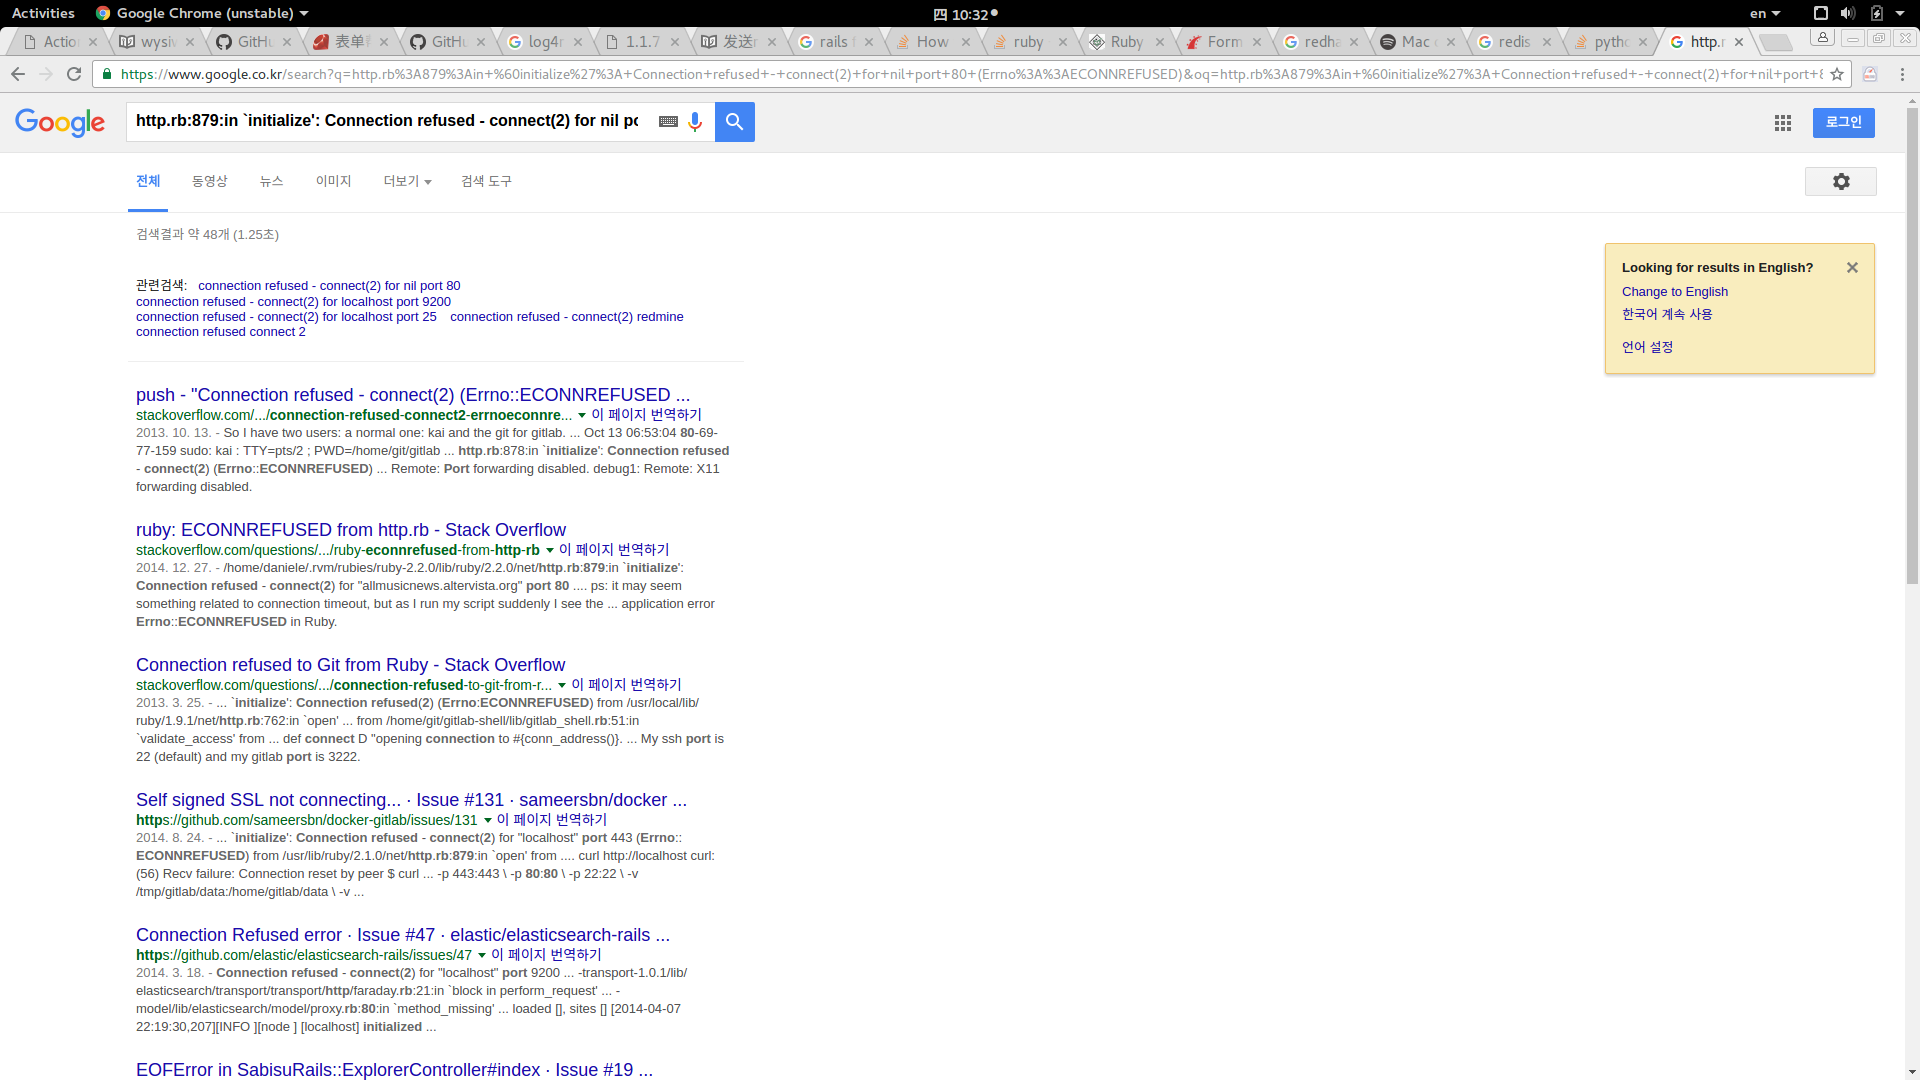 Activities
Google Chrome (unstable)
四 10:32
en
Action
wysiv
GitHu
表单
GitHu
log4r
1.1.7
发送
rails f
How
ruby
Ruby
Form
redha
Mac o
redis
pytho
http.r
https://www.google.co.kr/search?q=http.rb%3A879%3Ain+%60initialize%27%3A+Connection+refused+-+connect(2)+for+nil+port+80+(Errno%3A%3AECONNREFUSED)&oq=http.rb%3A879%3Ain+%60initialize%27%3A+Connection+refused+-+connect(2)+for+nil+port+8
Google
http.rb:879:in `initialize': Connection refused - connect(2) for nil po
로그인
전체
동영상
뉴스
이미지
더보기
검색 도구
검색결과 약 48개 (1.25초)
관련검색: connection refused - connect(2) for nil port 80
connection refused - connect(2) for localhost port 9200
connection refused - connect(2) for localhost port 25 connection refused - connect(2) redmine
connection refused connect 2
Looking for results in English?
Change to English
한국어 계속 사용
언어 설정
push - "Connection refused - connect(2) (Errno::ECONNREFUSED ...
stackoverflow.com/.../connection-refused-connect2-errnoeconnre... 이 페이지 번역하기
2013. 10. 13. - So I have two users: a normal one: kai and the git for gitlab. ... Oct 13 06:53:04 80-69-
77-159 sudo: kai : TTY=pts/2 ; PWD=/home/git/gitlab ... http.rb:878:in `initialize': Connection refused
- connect(2) (Errno::ECONNREFUSED) ... Remote: Port forwarding disabled. debug1: Remote: X11
forwarding disabled.
ruby: ECONNREFUSED from http.rb - Stack Overflow
stackoverflow.com/questions/.../ruby-econnrefused-from-http-rb 이 페이지 번역하기
2014. 12. 27. - /home/daniele/.rvm/rubies/ruby-2.2.0/lib/ruby/2.2.0/net/http.rb:879:in `initialize':
Connection refused - connect(2) for "allmusicnews.altervista.org" port 80 .... ps: it may seem
something related to connection timeout, but as I run my script suddenly I see the ... application error
Errno::ECONNREFUSED in Ruby.
Connection refused to Git from Ruby - Stack Overflow
stackoverflow.com/questions/.../connection-refused-to-git-from-r... 이 페이지 번역하기
2013. 3. 25. - ... `initialize': Connection refused(2) (Errno:ECONNREFUSED) from /usr/local/lib/
ruby/1.9.1/net/http.rb:762:in `open' ... from /home/git/gitlab-shell/lib/gitlab_shell.rb:51:in
`validate_access' from ... def connect D "opening connection to #{conn_address()}. ... My ssh port is
22 (default) and my gitlab port is 3222.
Self signed SSL not connecting... · Issue #131 · sameersbn/docker ...
https://github.com/sameersbn/docker-gitlab/issues/131 이 페이지 번역하기
2014. 8. 24. - ... `initialize': Connection refused - connect(2) for "localhost" port 443 (Errno::
ECONNREFUSED) from /usr/lib/ruby/2.1.0/net/http.rb:879:in `open' from .... curl http://localhost curl:
(56) Recv failure: Connection reset by peer $ curl ... -p 443:443 \ -p 80:80 \ -p 22:22 \ -v
/tmp/gitlab/data:/home/gitlab/data \ -v ...
Connection Refused error · Issue #47 · elastic/elasticsearch-rails ...
https://github.com/elastic/elasticsearch-rails/issues/47 이 페이지 번역하기
2014. 3. 18. - Connection refused - connect(2) for "localhost" port 9200 ... -transport-1.0.1/lib/
elasticsearch/transport/transport/http/faraday.rb:21:in `block in perform_request' ... -
model/lib/elasticsearch/model/proxy.rb:80:in `method_missing' ... loaded [], sites [] [2014-04-07
22:19:30,207][INFO ][node ] [localhost] initialized ...
EOFError in SabisuRails::ExplorerController#index · Issue #19 ...